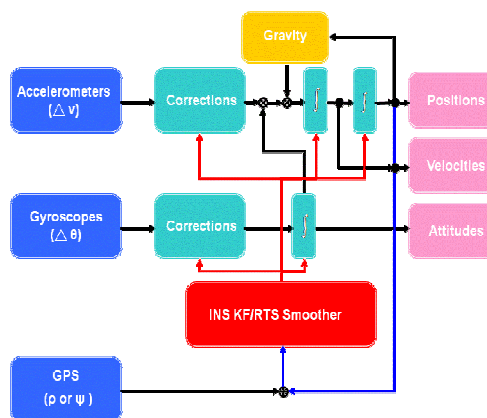 Gravity
Accelerometers
(△ v)
Corrections
∫
∫
Positions
Velocities
Gyroscopes
(△ θ)
Corrections
∫
Attitudes
INS KF/RTS Smoother
GPS
(ρ or ψ )